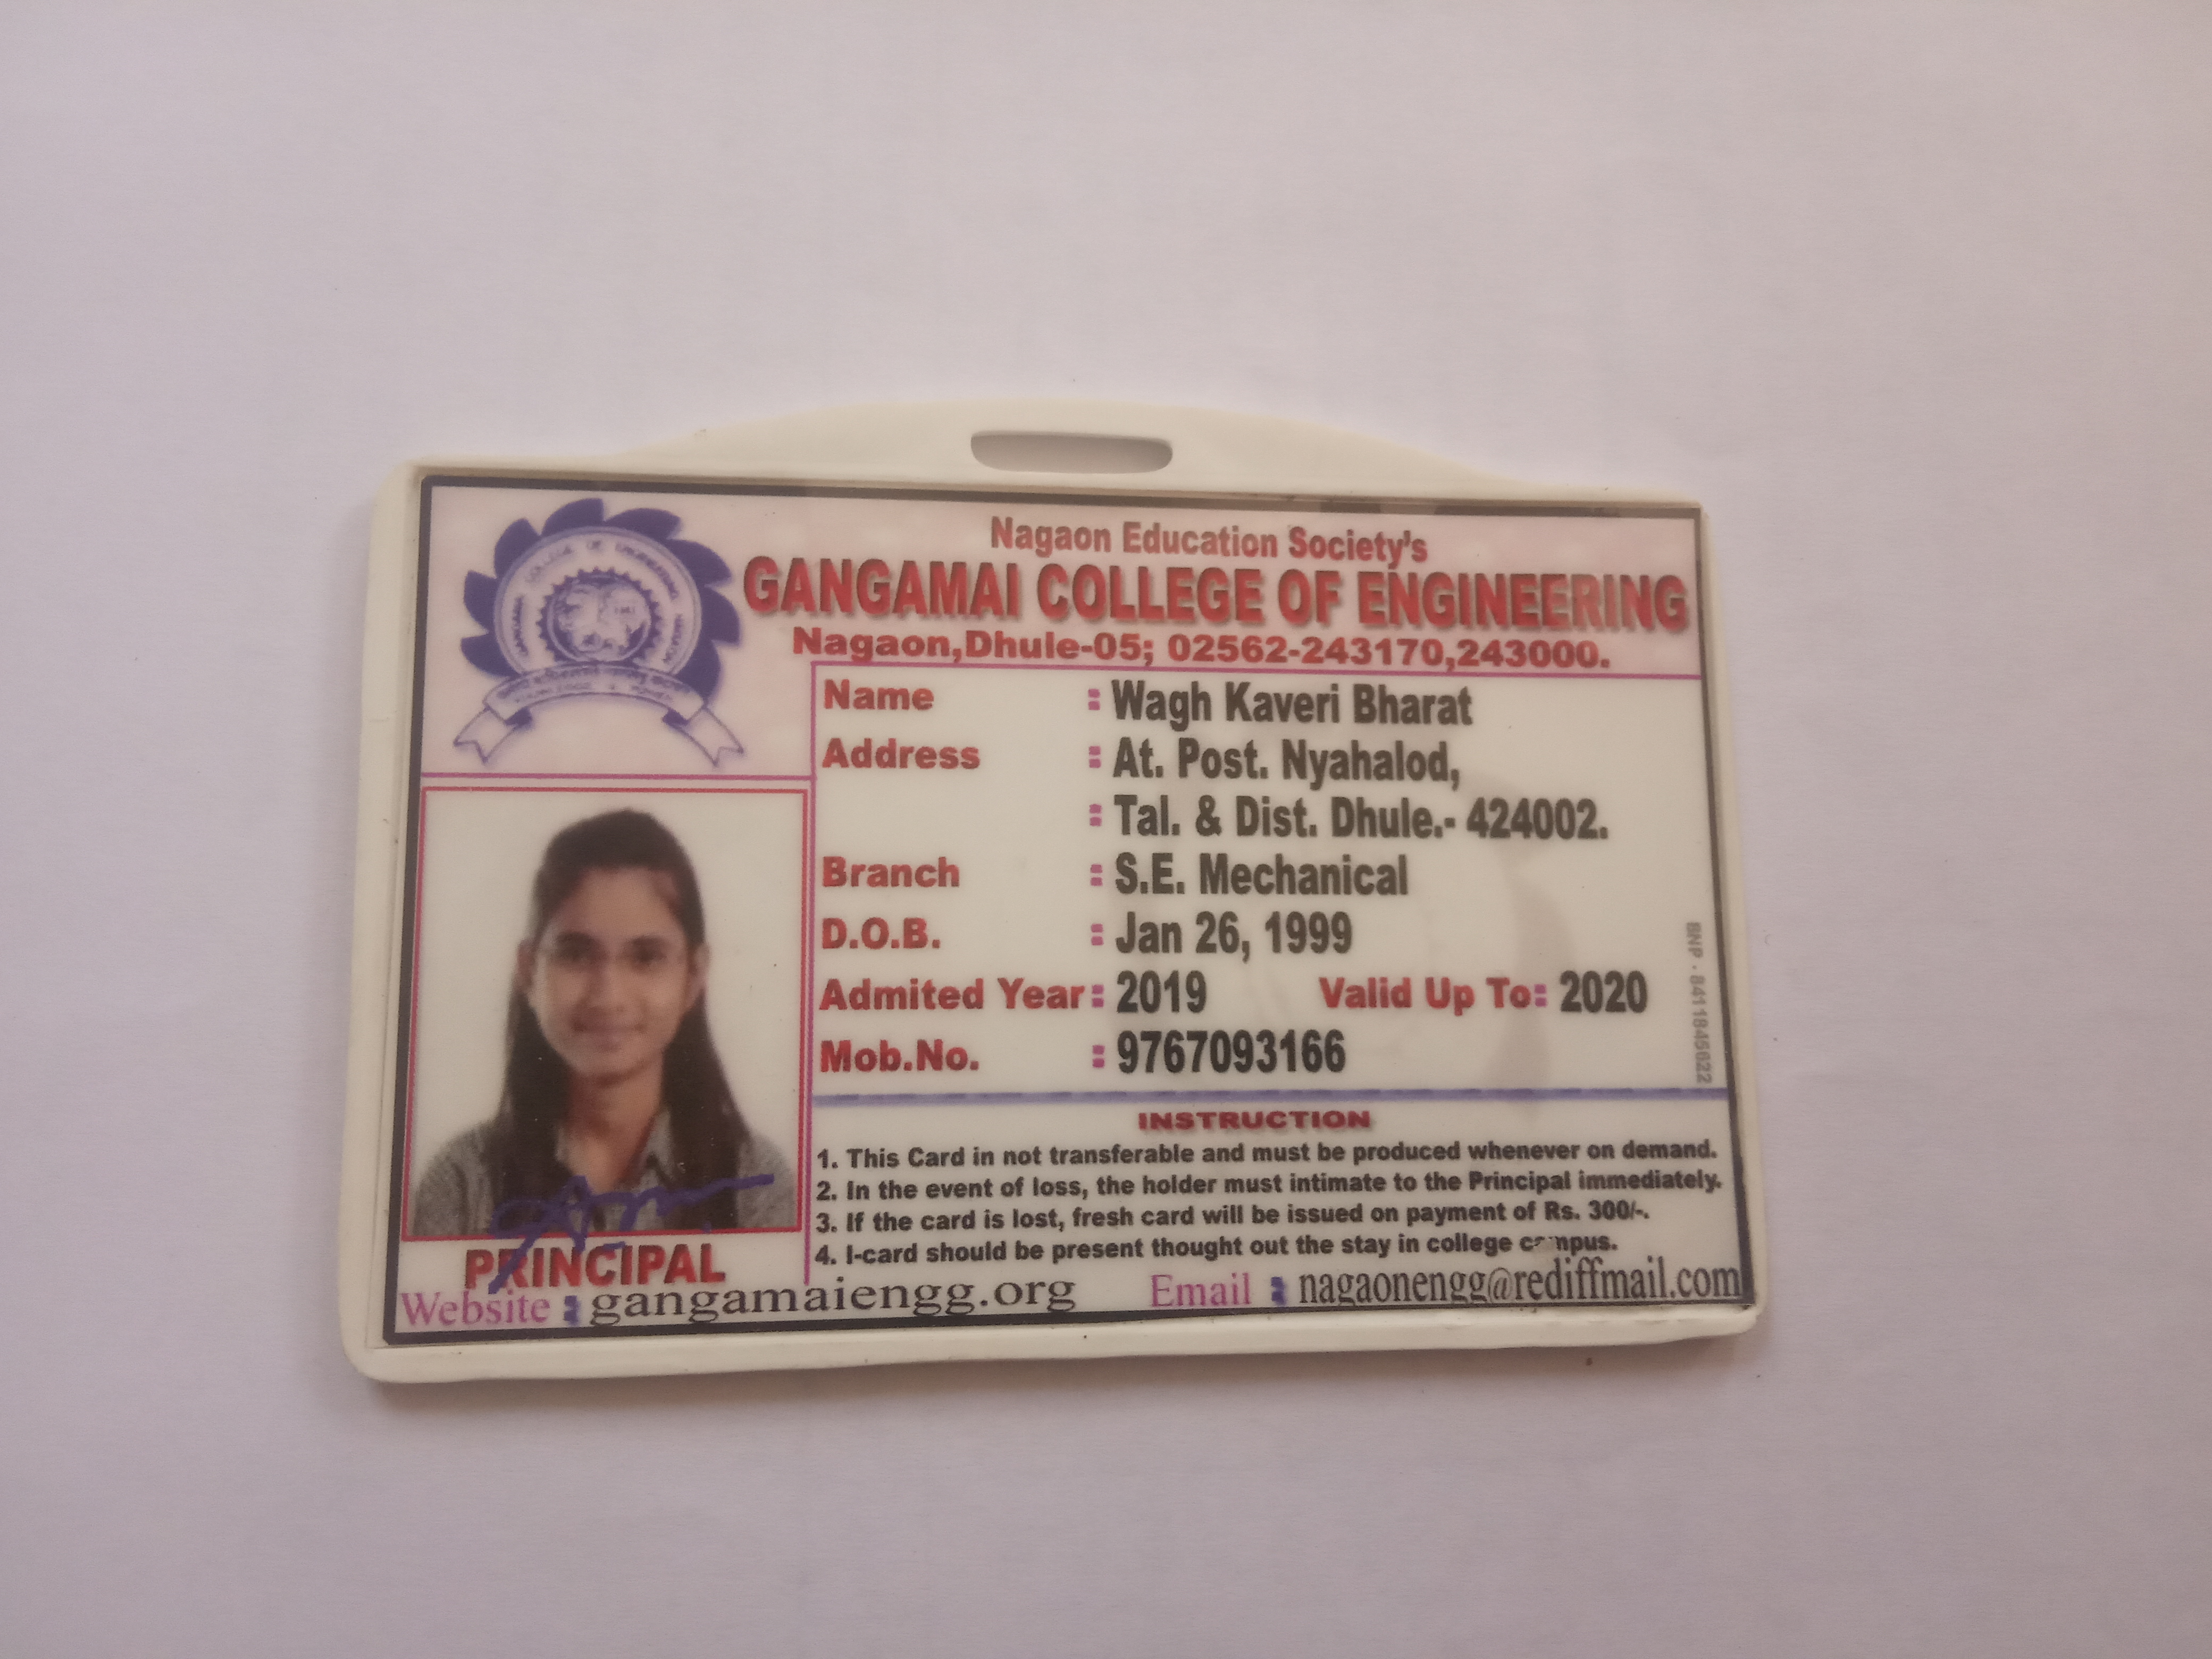 Nagaon Education Society's
GANGAMAI COLLEGE OF ENGINEERING
Nagaon,Dhule-05; 02562-243170,243000.
Name : Wagh Kaveri Bharat
Address : At. Post. Nyahalod,
: Tal. & Dist. Dhule.- 424002.
Branch : S.E. Mechanical
D.O.B. : Jan 26, 1999
Admited Year : 2019 Valid Up To : 2020
Mob.No. : 9767093166
BNP - 8411845622
INSTRUCTION
1. This Card in not transferable and must be produced whenever on demand.
2. In the event of loss, the holder must intimate to the Principal immediately.
3. If the card is lost, fresh card will be issued on payment of Rs. 300/-.
4. I-card should be present thought out the stay in college campus.
PRINCIPAL
Website : gangamaiengg.org Email : nagaonengg@rediffmail.com